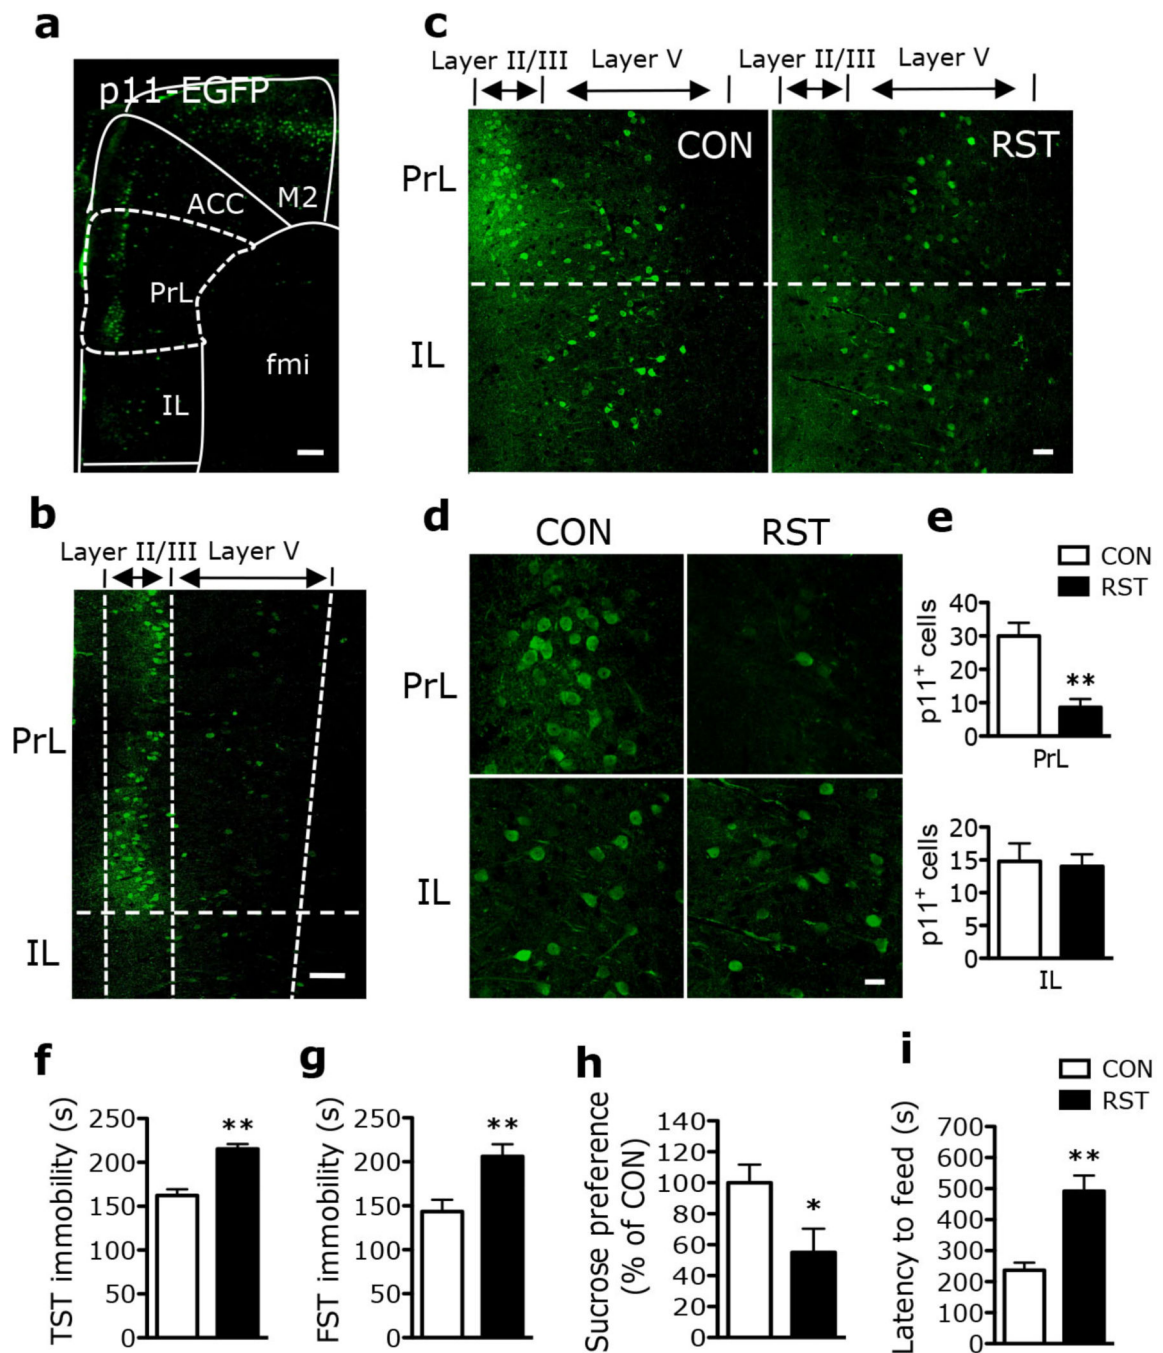 a
p11-EGFP
ACC
M2
PrL
fmi
IL
b
Layer II/III Layer V
PrL
IL
c
Layer II/III Layer V Layer II/III Layer V
CON RST
PrL
IL
d
CON RST
PrL
IL
e
CON
RST
p11⁺ cells
40
30
20
10
0
**
PrL
p11⁺ cells
20
15
10
5
0
IL
f
TST immobility (s)
250
200
150
100
50
0
**
g
FST immobility (s)
250
200
150
100
50
0
**
h
Sucrose preference
(% of CON)
140
120
100
80
60
40
20
0
*
i
CON
RST
Latency to feed (s)
700
600
500
400
300
200
100
0
**